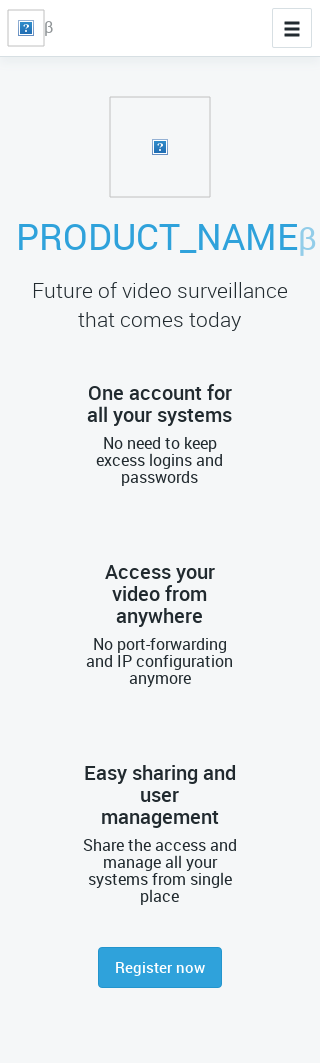 β
PRODUCT_NAMEβ
Future of video surveillance
that comes today
One account for
all your systems
No need to keep
excess logins and
passwords
Access your
video from
anywhere
No port-forwarding
and IP configuration
anymore
Easy sharing and
user
management
Share the access and
manage all your
systems from single
place
Register now